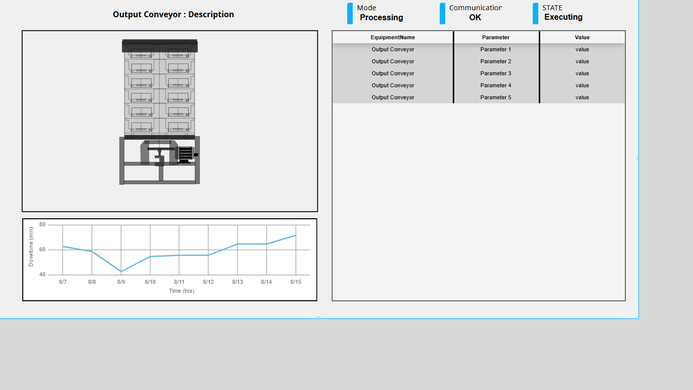 Output Conveyor : Description
Mode
Processing
Communication
OK
STATE
Executing
EquipmentName Parameter Value
Output Conveyor Parameter 1 value
Output Conveyor Parameter 2 value
Output Conveyor Parameter 3 value
Output Conveyor Parameter 4 value
Output Conveyor Parameter 5 value
Downtime (min)
80
60
40
8/7 8/8 8/9 8/10 8/11 8/12 8/13 8/14 8/15
Time (hrs)